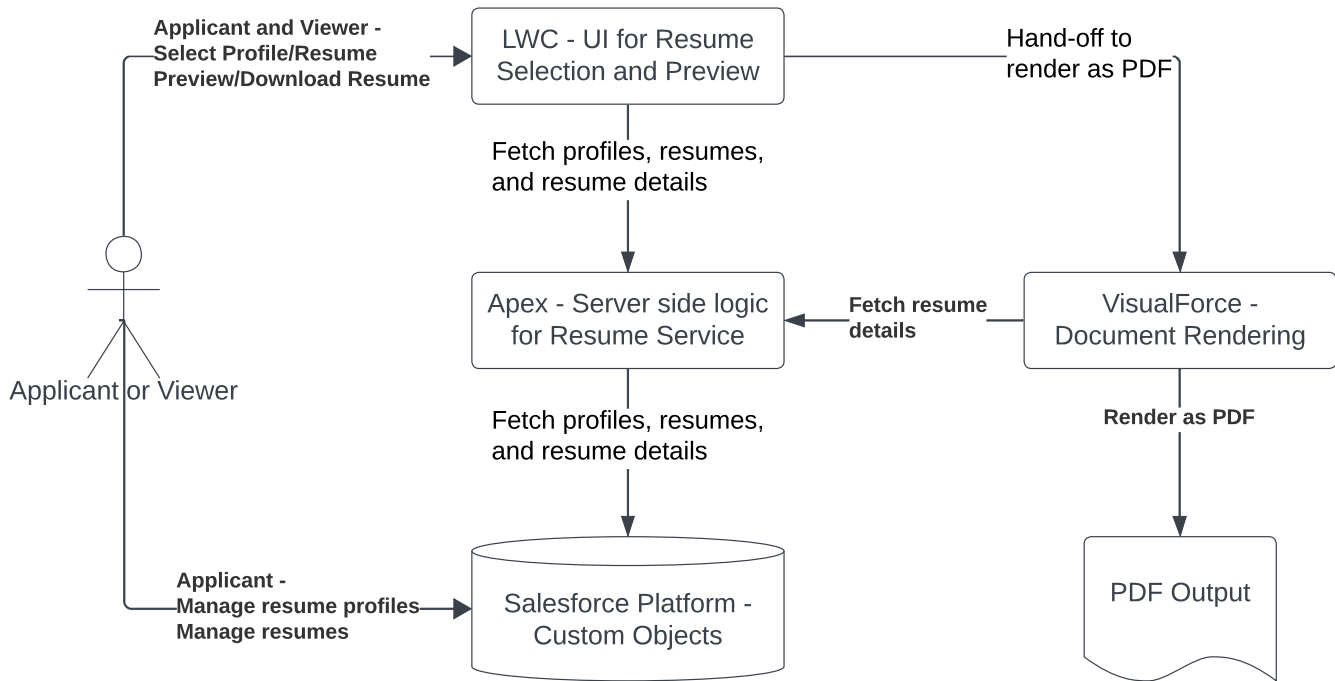 Applicant and Viewer -
Select Profile/Resume
Preview/Download Resume
LWC - UI for Resume
Selection and Preview
Hand-off to
render as PDF
Fetch profiles, resumes,
and resume details
Applicant or Viewer
Apex - Server side logic
for Resume Service
Fetch resume
details
VisualForce -
Document Rendering
Fetch profiles, resumes,
and resume details
Render as PDF
Applicant -
Manage resume profiles
Manage resumes
Salesforce Platform -
Custom Objects
PDF Output